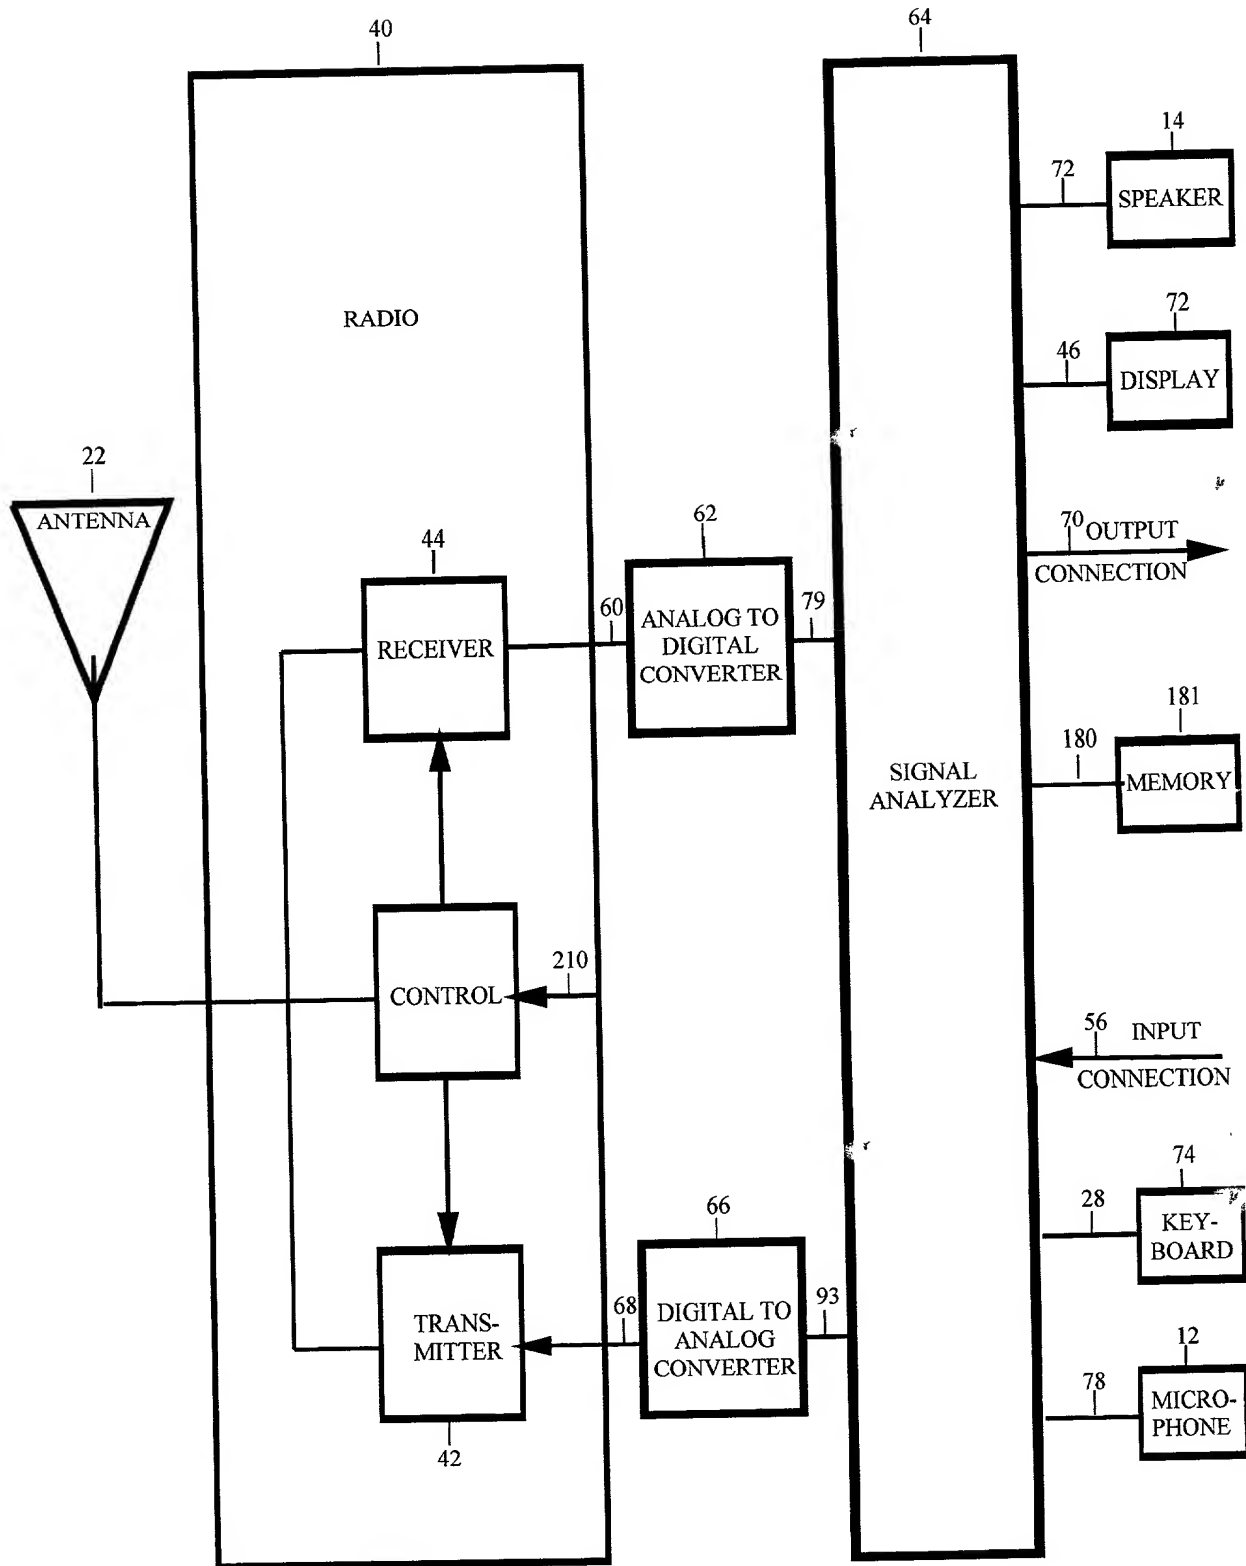 40
64
14
72
SPEAKER
RADIO
72
46
DISPLAY
22
ANTENNA
70 OUTPUT
CONNECTION
62
44
60
ANALOG TO
DIGITAL
CONVERTER
79
RECEIVER
181
180
MEMORY
SIGNAL
ANALYZER
210
CONTROL
56 INPUT
CONNECTION
74
28
KEY-
BOARD
66
68
DIGITAL TO
ANALOG
CONVERTER
93
TRANS-
MITTER
42
12
78
MICRO-
PHONE